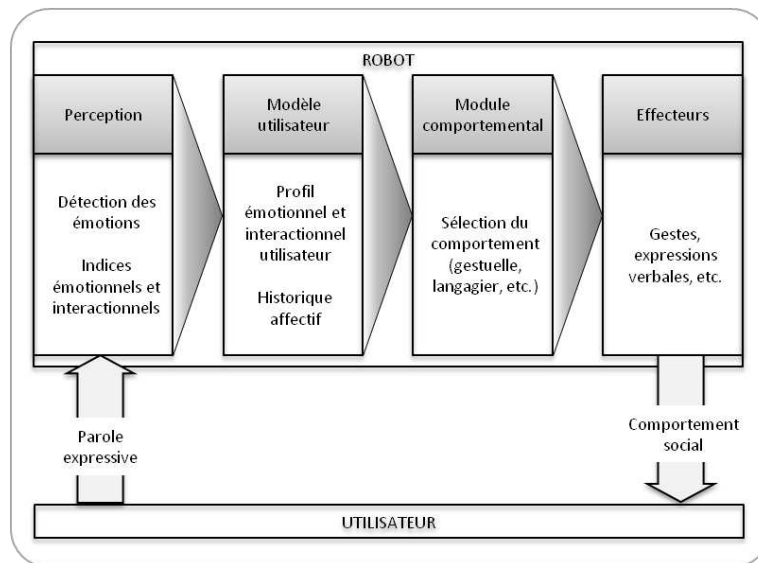 ROBOT
Perception
Détection des
émotions
Indices
émotionnels et
interactionnels
Modèle
utilisateur
Profil
émotionnel et
interactionnel
utilisateur
Historique
affectif
Module
comportemental
Sélection du
comportement
(gestuelle,
langagier, etc.)
Effecteurs
Gestes,
expressions
verbales, etc.
Parole
expressive
Comportement
social
UTILISATEUR